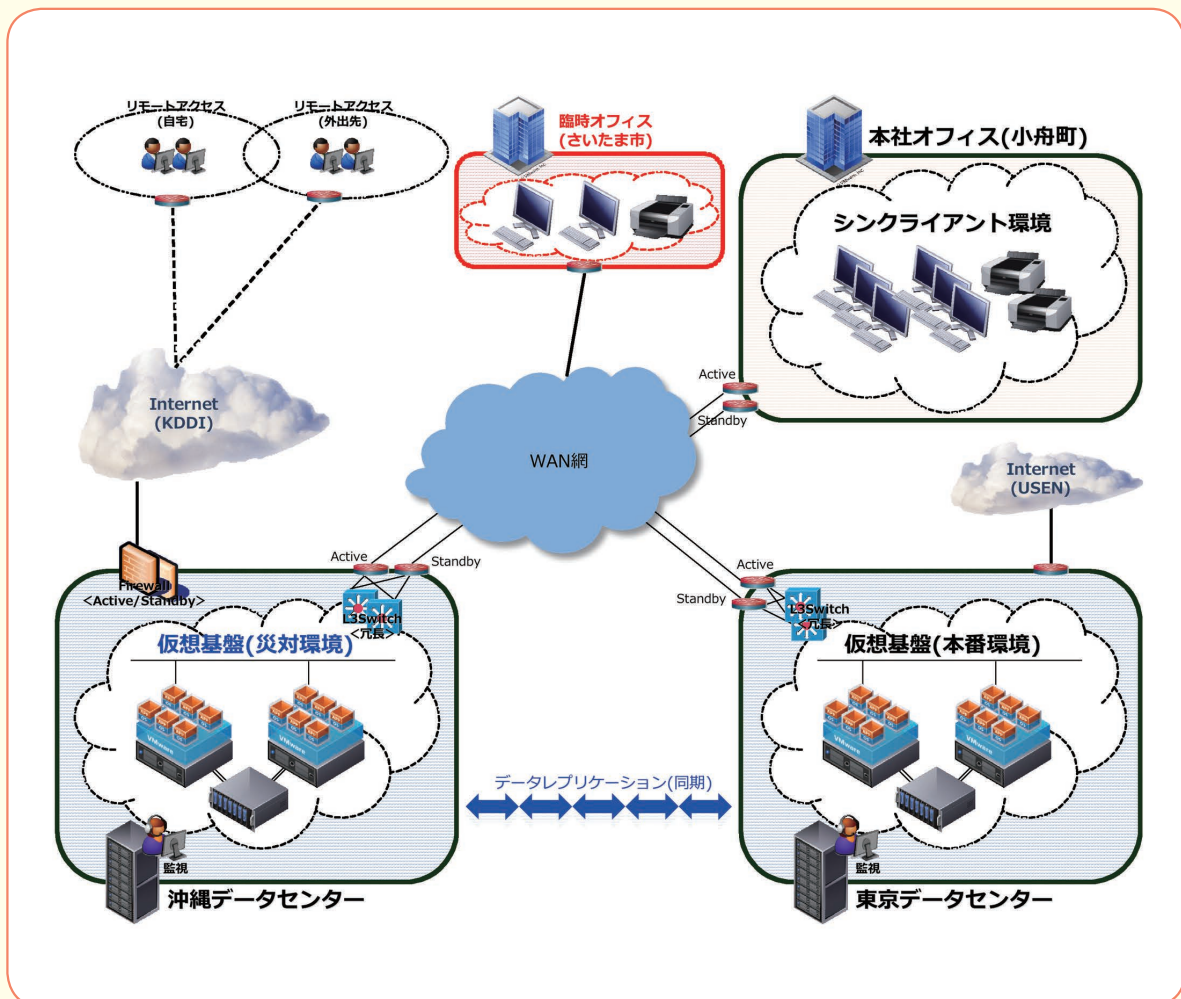 リモートアクセス
(自宅)
リモートアクセス
(外出先)
臨時オフィス
(さいたま市)
本社オフィス(小舟町)
シンクライアント環境
Active
Standby
Internet
(KDDI)
WAN網
Internet
(USEN)
Firewall
<Active/Standby>
Active
Standby
L3Switch
<冗長>
Active
Standby
L3Switch
<冗長>
仮想基盤(災対環境)
VMware
VMware
監視
沖縄データセンター
データレプリケーション(同期)
仮想基盤(本番環境)
VMware
VMware
監視
東京データセンター